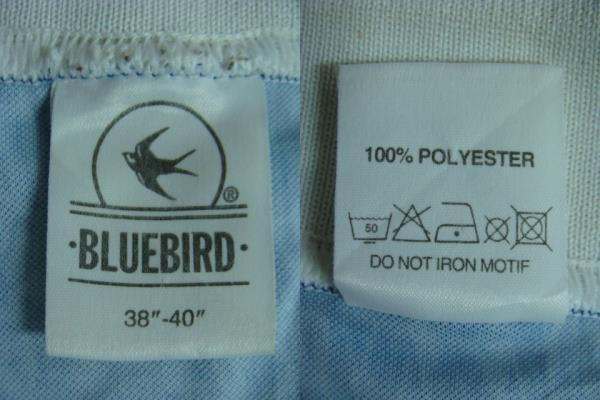 ®
·BLUEBIRD·
38"-40"
100% POLYESTER
50
DO NOT IRON MOTIF